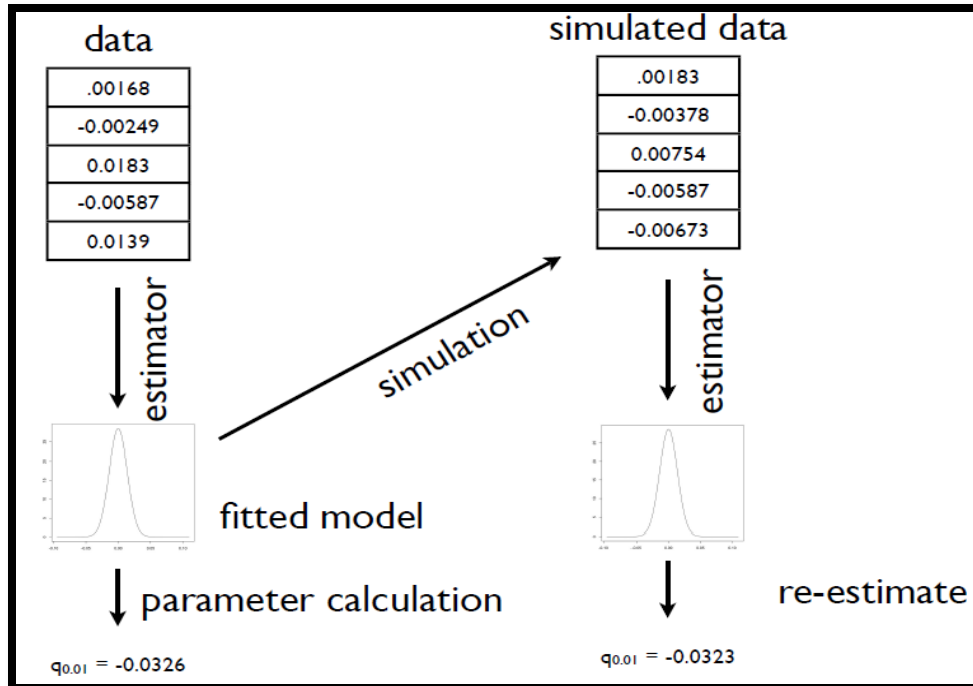 data
.00168
-0.00249
0.0183
-0.00587
0.0139
estimator
fitted model
parameter calculation
q0.01 = -0.0326
simulation
simulated data
.00183
-0.00378
0.00754
-0.00587
-0.00673
estimator
re-estimate
q0.01 = -0.0323